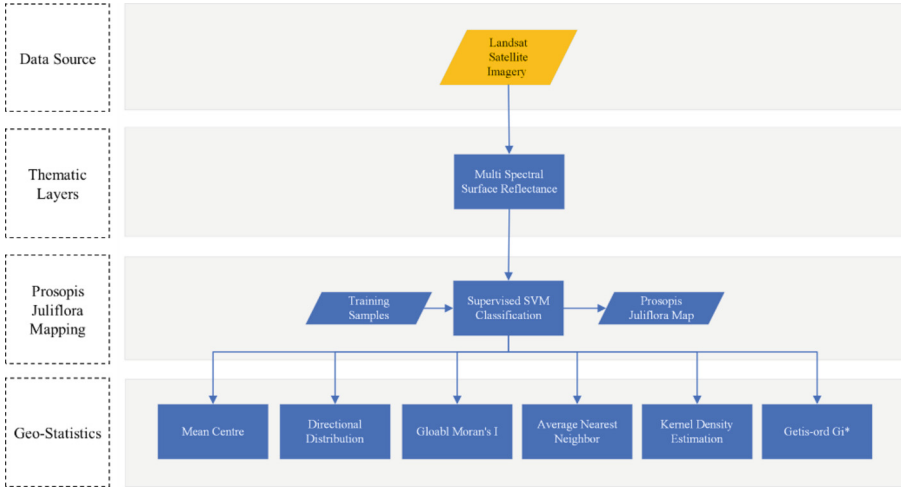 Data Source
Landsat
Satellite
Imagery
Thematic
Layers
Multi Spectral
Surface Reflectance
Prosopis
Juliflora
Mapping
Training
Samples
Supervised SVM
Classification
Prosopis
Juliflora Map
Geo-Statistics
Mean Centre
Directional
Distribution
Gloabl Moran's I
Average Nearest
Neighbor
Kernel Density
Estimation
Getis-ord Gi*